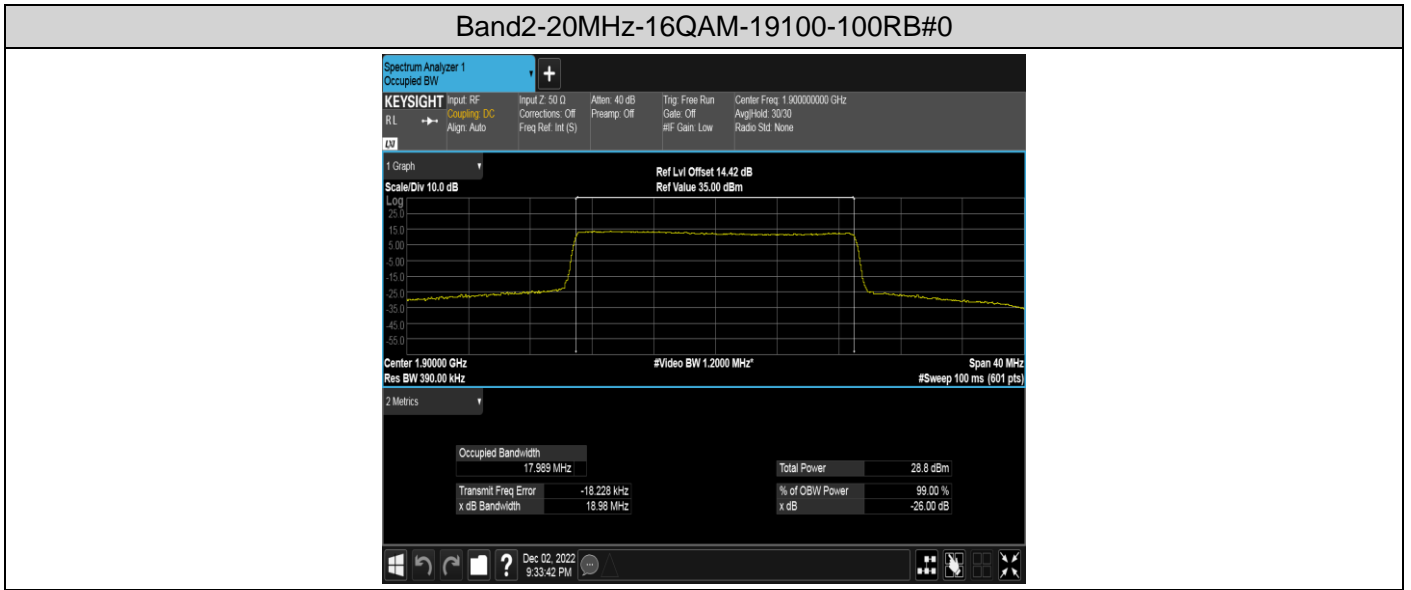 Band2-20MHz-16QAM-19100-100RB#0
Spectrum Analyzer 1
Occupied BW
KEYSIGHT
RL
LXI
Input: RF
Coupling: DC
Align: Auto
Input Z: 50 Ω
Corrections: Off
Freq Ref: Int (S)
Atten: 40 dB
Preamp: Off
Trig: Free Run
Gate: Off
#IF Gain: Low
Center Freq: 1.900000000 GHz
Avg|Hold: 30/30
Radio Std: None
1 Graph
Scale/Div 10.0 dB
Ref Lvl Offset 14.42 dB
Ref Value 35.00 dBm
Log
25.0
15.0
5.00
-5.00
-15.0
-25.0
-35.0
-45.0
-55.0
Center 1.90000 GHz
#Video BW 1.2000 MHz*
Span 40 MHz
Res BW 390.00 kHz
#Sweep 100 ms (601 pts)
2 Metrics
Occupied Bandwidth
17.989 MHz
Total Power 28.8 dBm
Transmit Freq Error -18.228 kHz
% of OBW Power 99.00 %
x dB Bandwidth 18.98 MHz
x dB -26.00 dB
?
Dec 02, 2022
9:33:42 PM